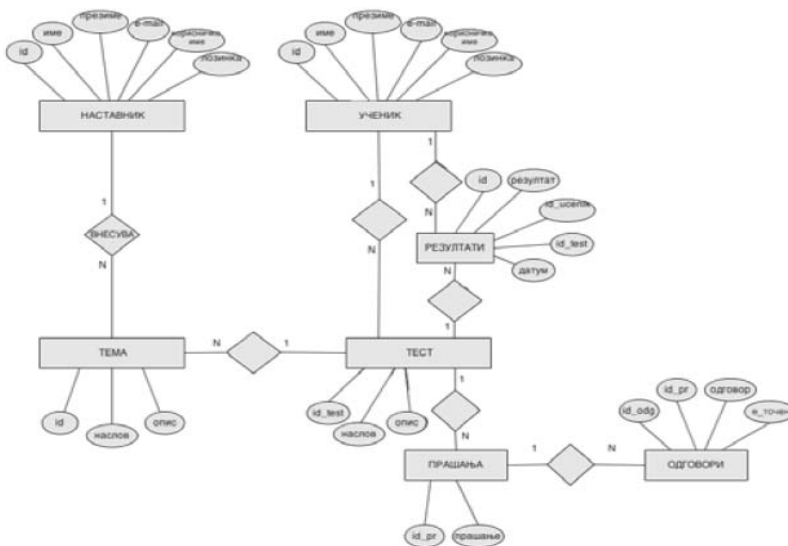 презиме
e-mail
презиме
e-mail
име
корисничко
име
име
корисничко
име
id
лозинка
id
лозинка
НАСТАВНИК
УЧЕНИК
1
1
1
id
резултат
N
id_ucenik
ВНЕСУВА
РЕЗУЛТАТИ
id_test
N
N
N
датум
N
1
1
ТЕМА
ТЕСТ
1
id
наслов
опис
id_test
наслов
опис
id_pr
одговор
id_odg
е_точен
N
ПРАШАЊА
1
N
ОДГОВОРИ
id_pr
прашање